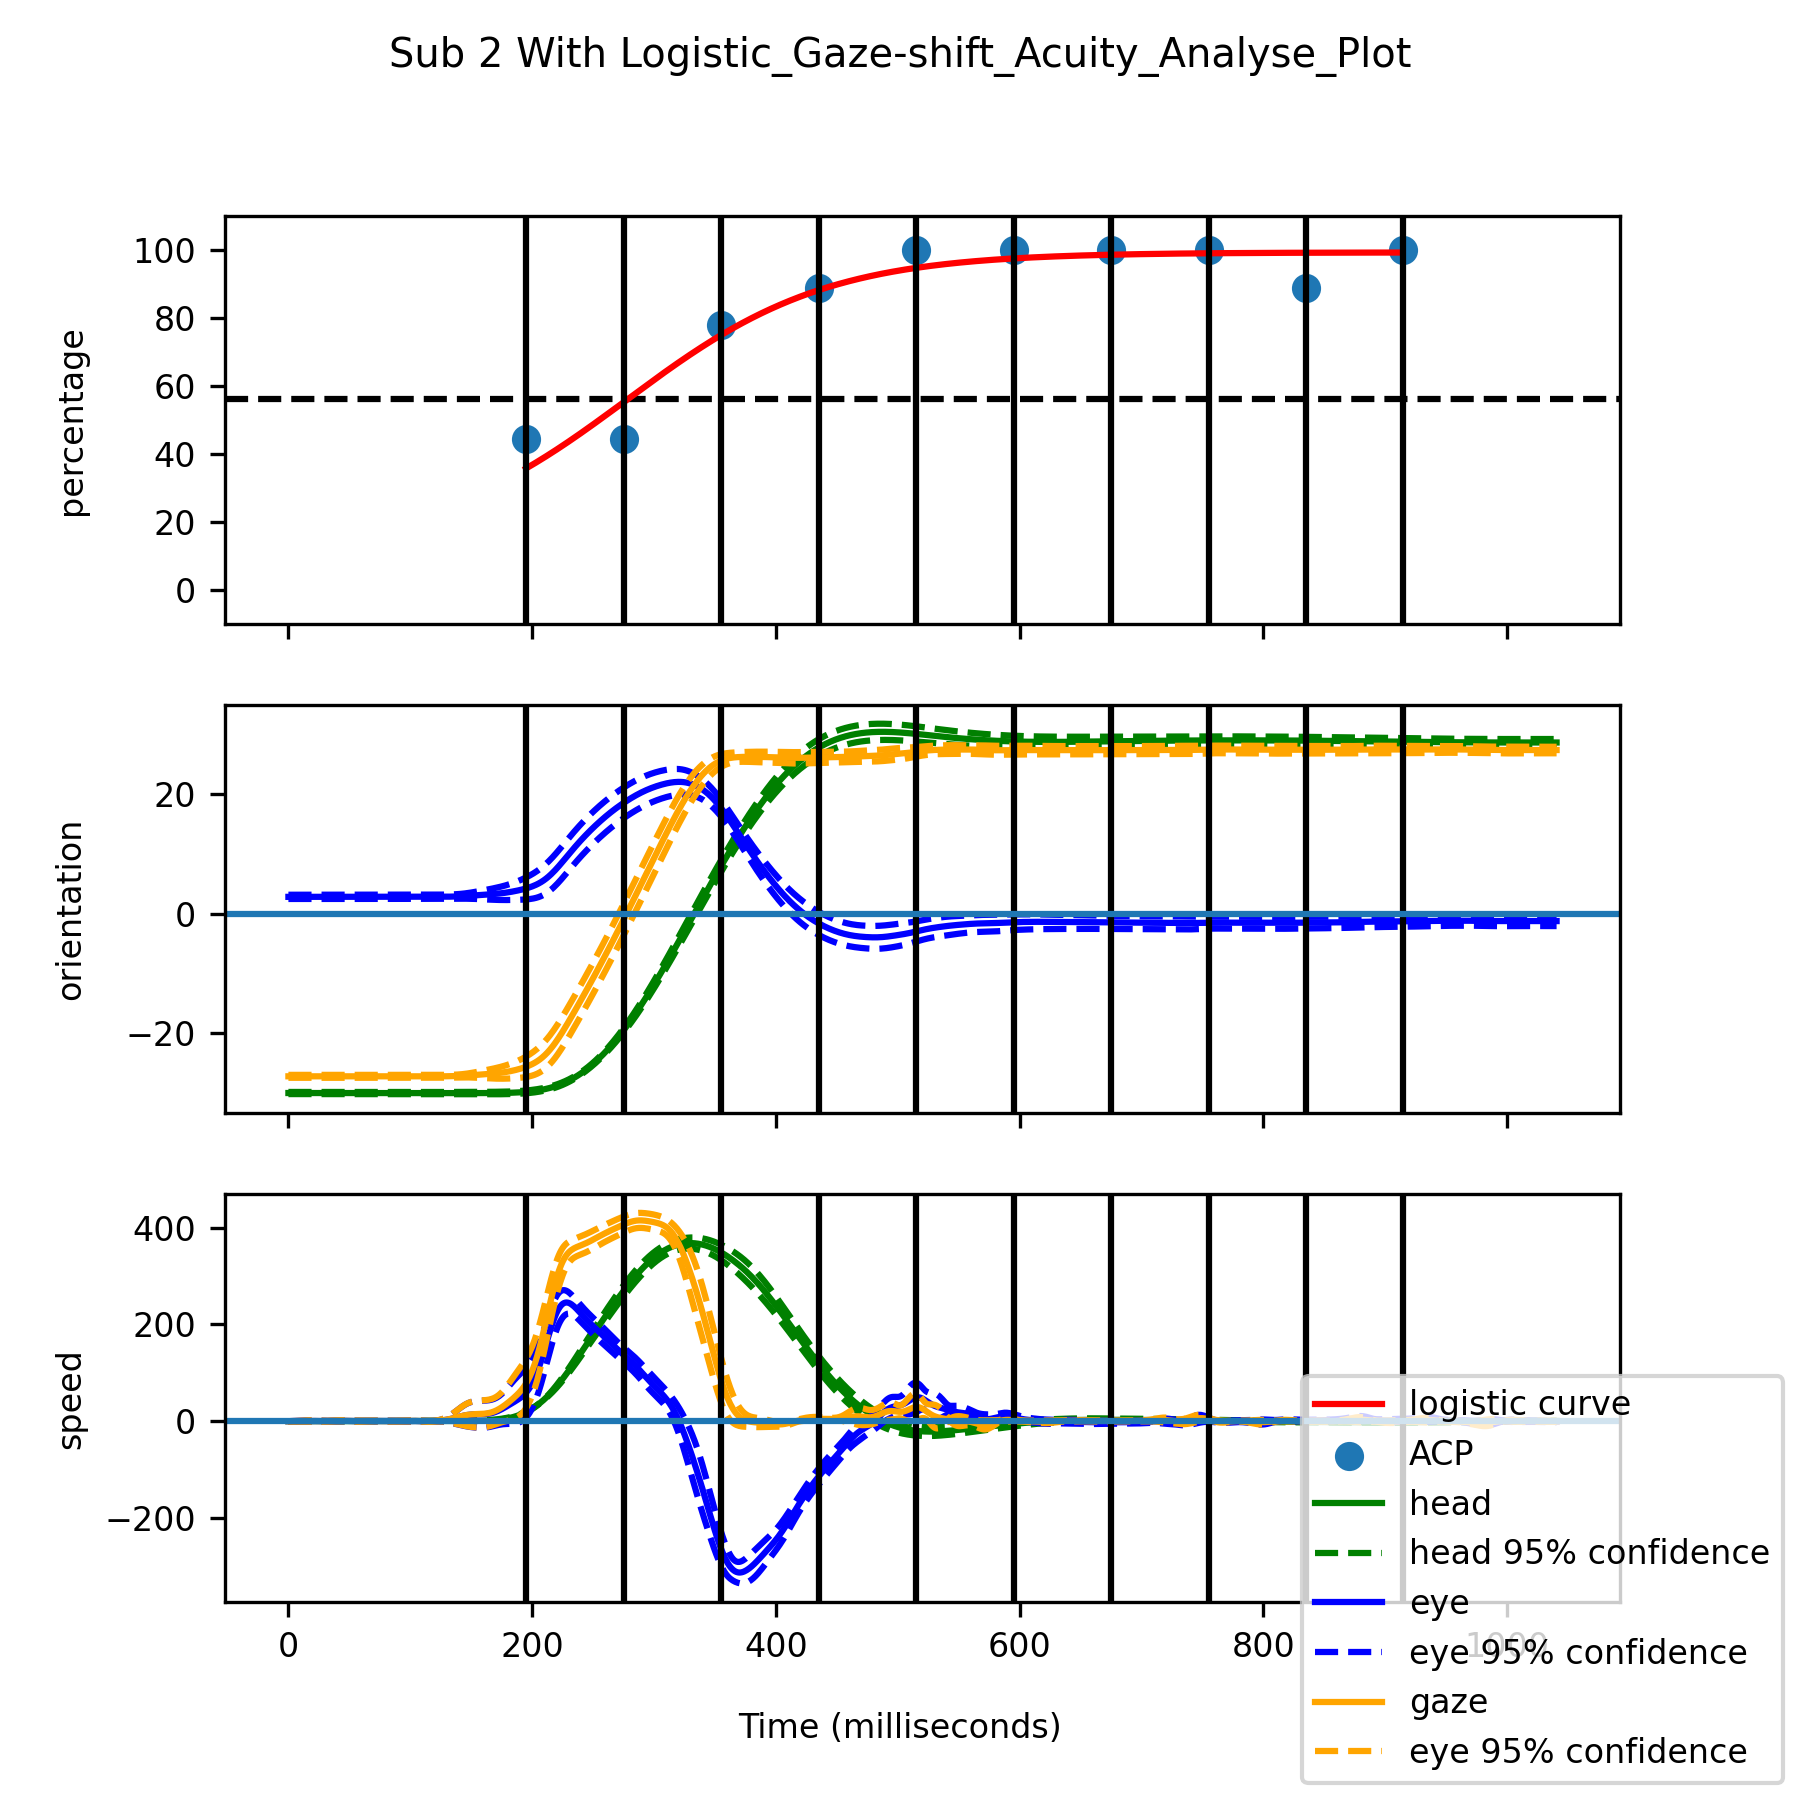 Sub 2 With Logistic_Gaze-shift_Acuity_Analyse_Plot
100
80
60
40
20
0
percentage
20
0
−20
orientation
400
200
0
−200
speed
0 200 400 600 800 1000
Time (milliseconds)
logistic curve
ACP
head
head 95% confidence
eye
eye 95% confidence
gaze
eye 95% confidence